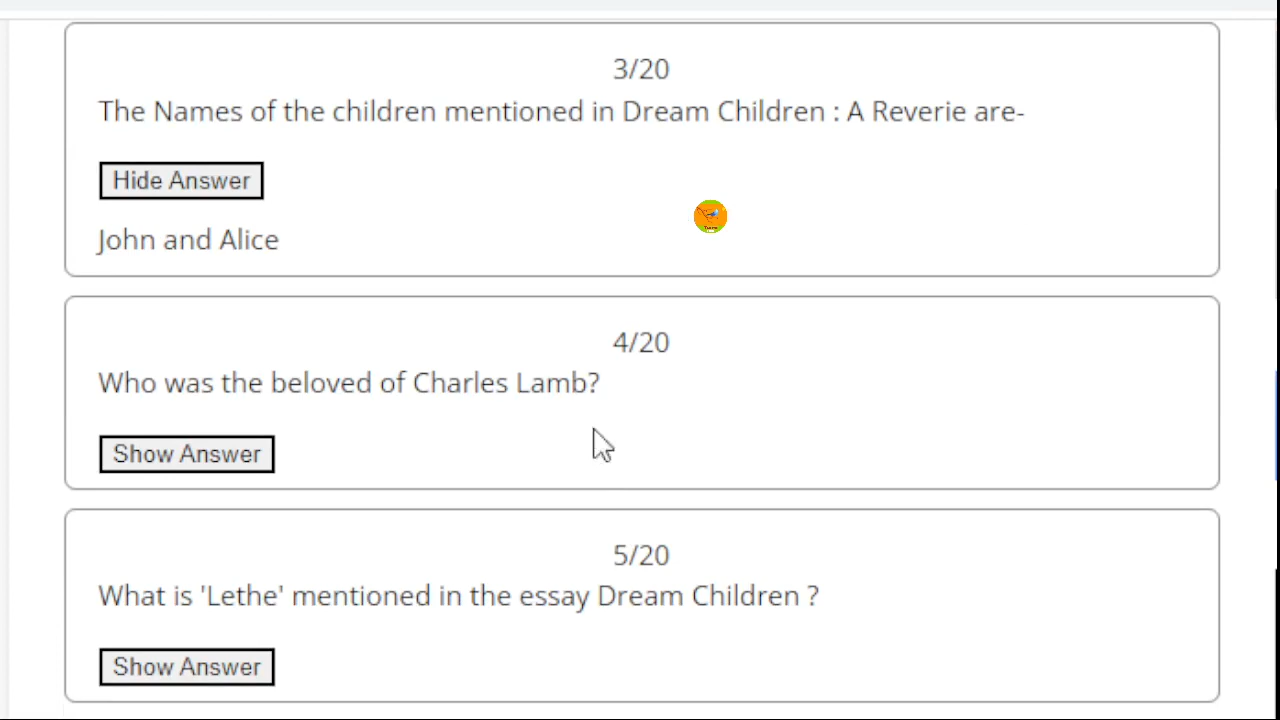 3/20
The Names of the children mentioned in Dream Children : A Reverie are-
Hide Answer
John and Alice
4/20
Who was the beloved of Charles Lamb?
Show Answer
5/20
What is 'Lethe' mentioned in the essay Dream Children ?
Show Answer